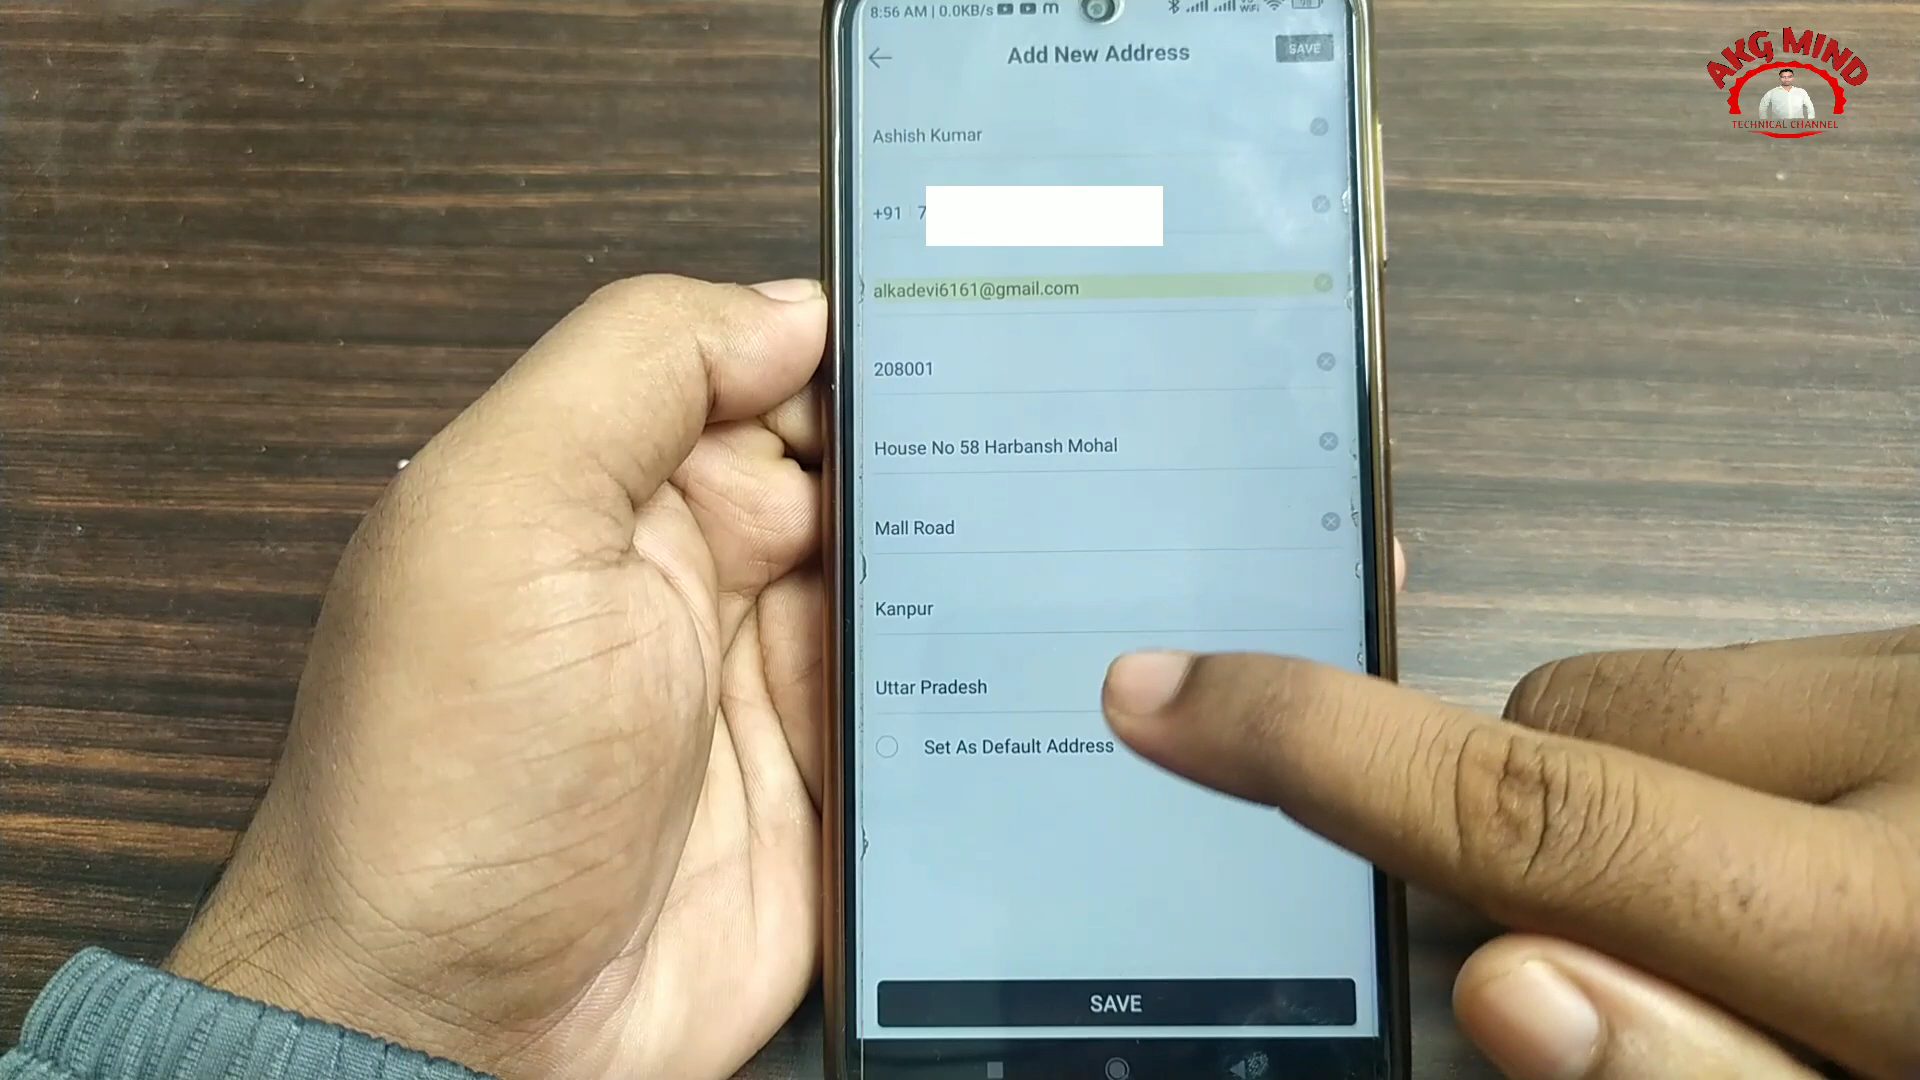 8:56 AM | 0.0KB/s m
Add New Address
SAVE
Ashish Kumar
+91 7
alkadevi6161@gmail.com
208001
House No 58 Harbansh Mohal
Mall Road
Kanpur
Uttar Pradesh
Set As Default Address
SAVE
AKG MIND
TECHNICAL CHANNEL